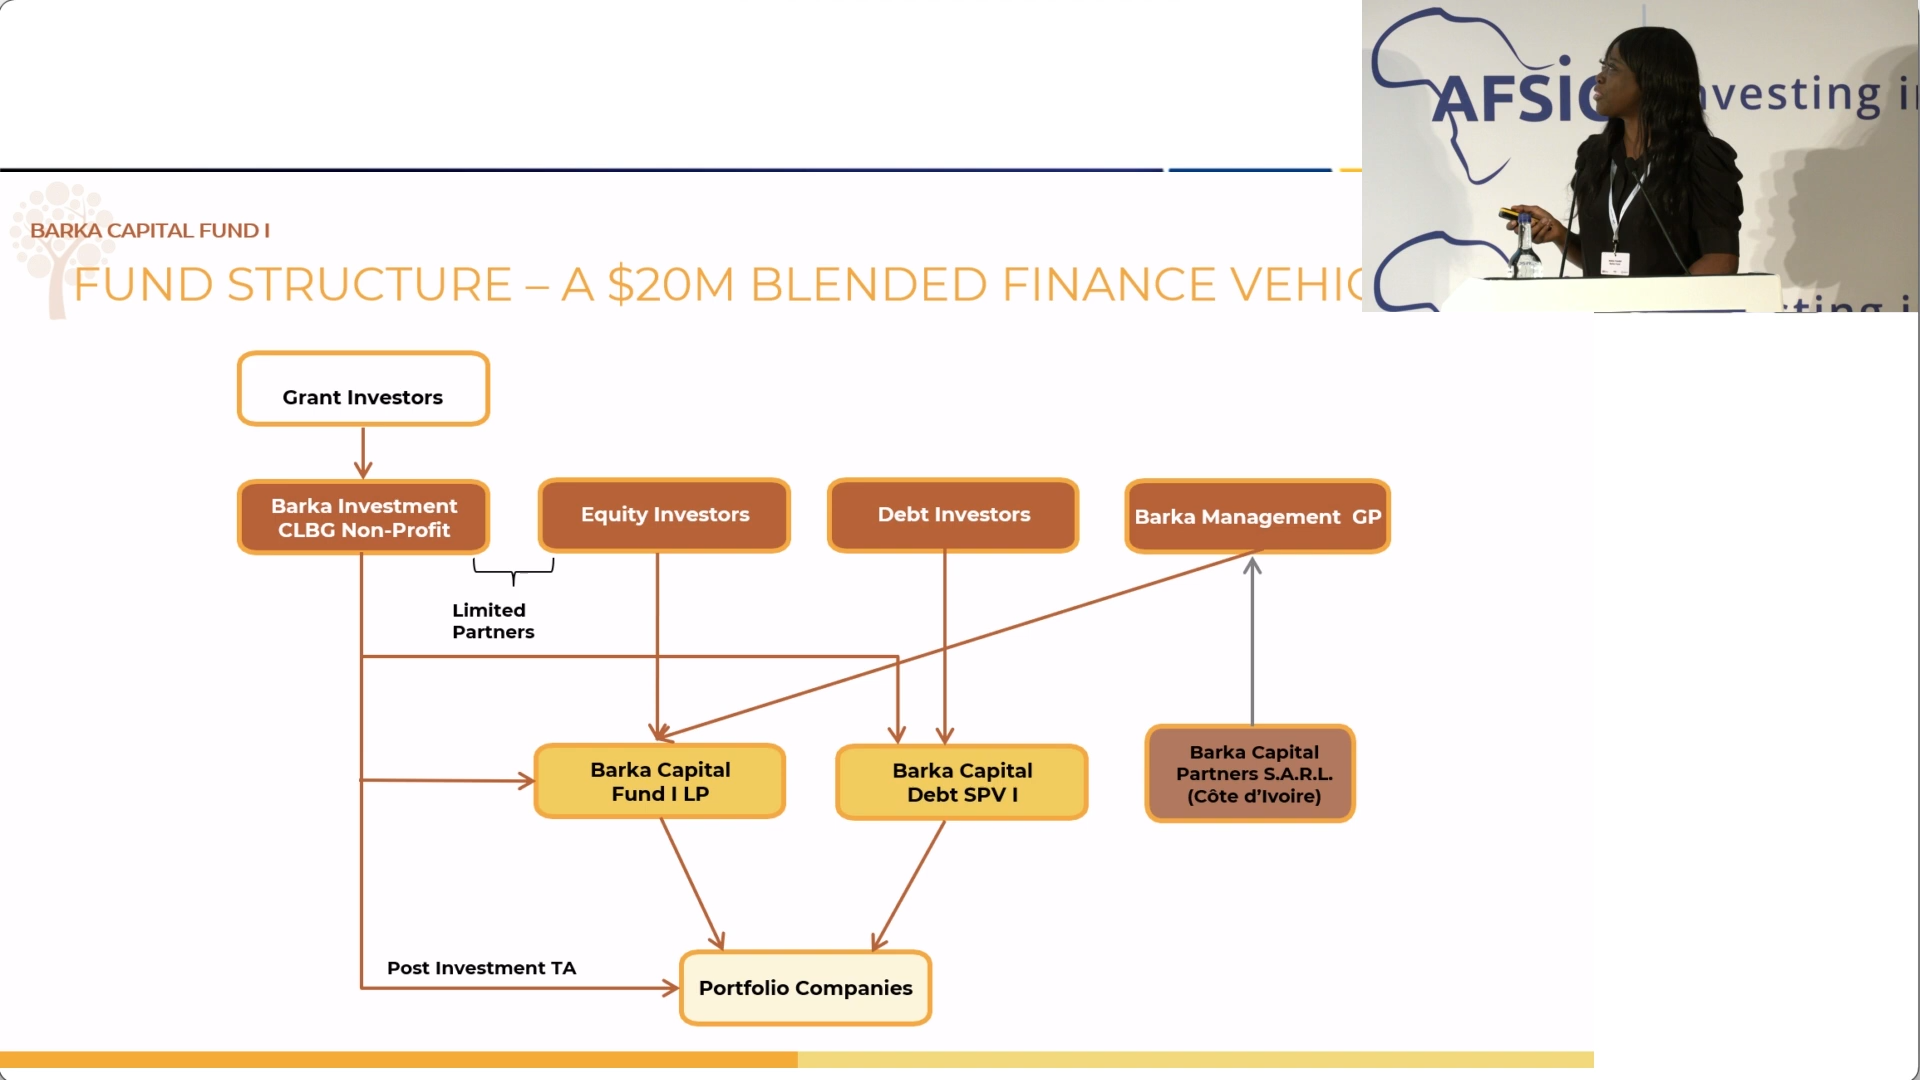 AFSIC
nvesting i
BARKA CAPITAL FUND I
FUND STRUCTURE – A $20M BLENDED FINANCE VEHIC
sting i
Grant Investors
Barka Investment
CLBG Non-Profit
Equity Investors
Debt Investors
Barka Management GP
Limited
Partners
Barka Capital
Fund I LP
Barka Capital
Debt SPV I
Barka Capital
Partners S.A.R.L.
(Côte d’Ivoire)
Post Investment TA
Portfolio Companies